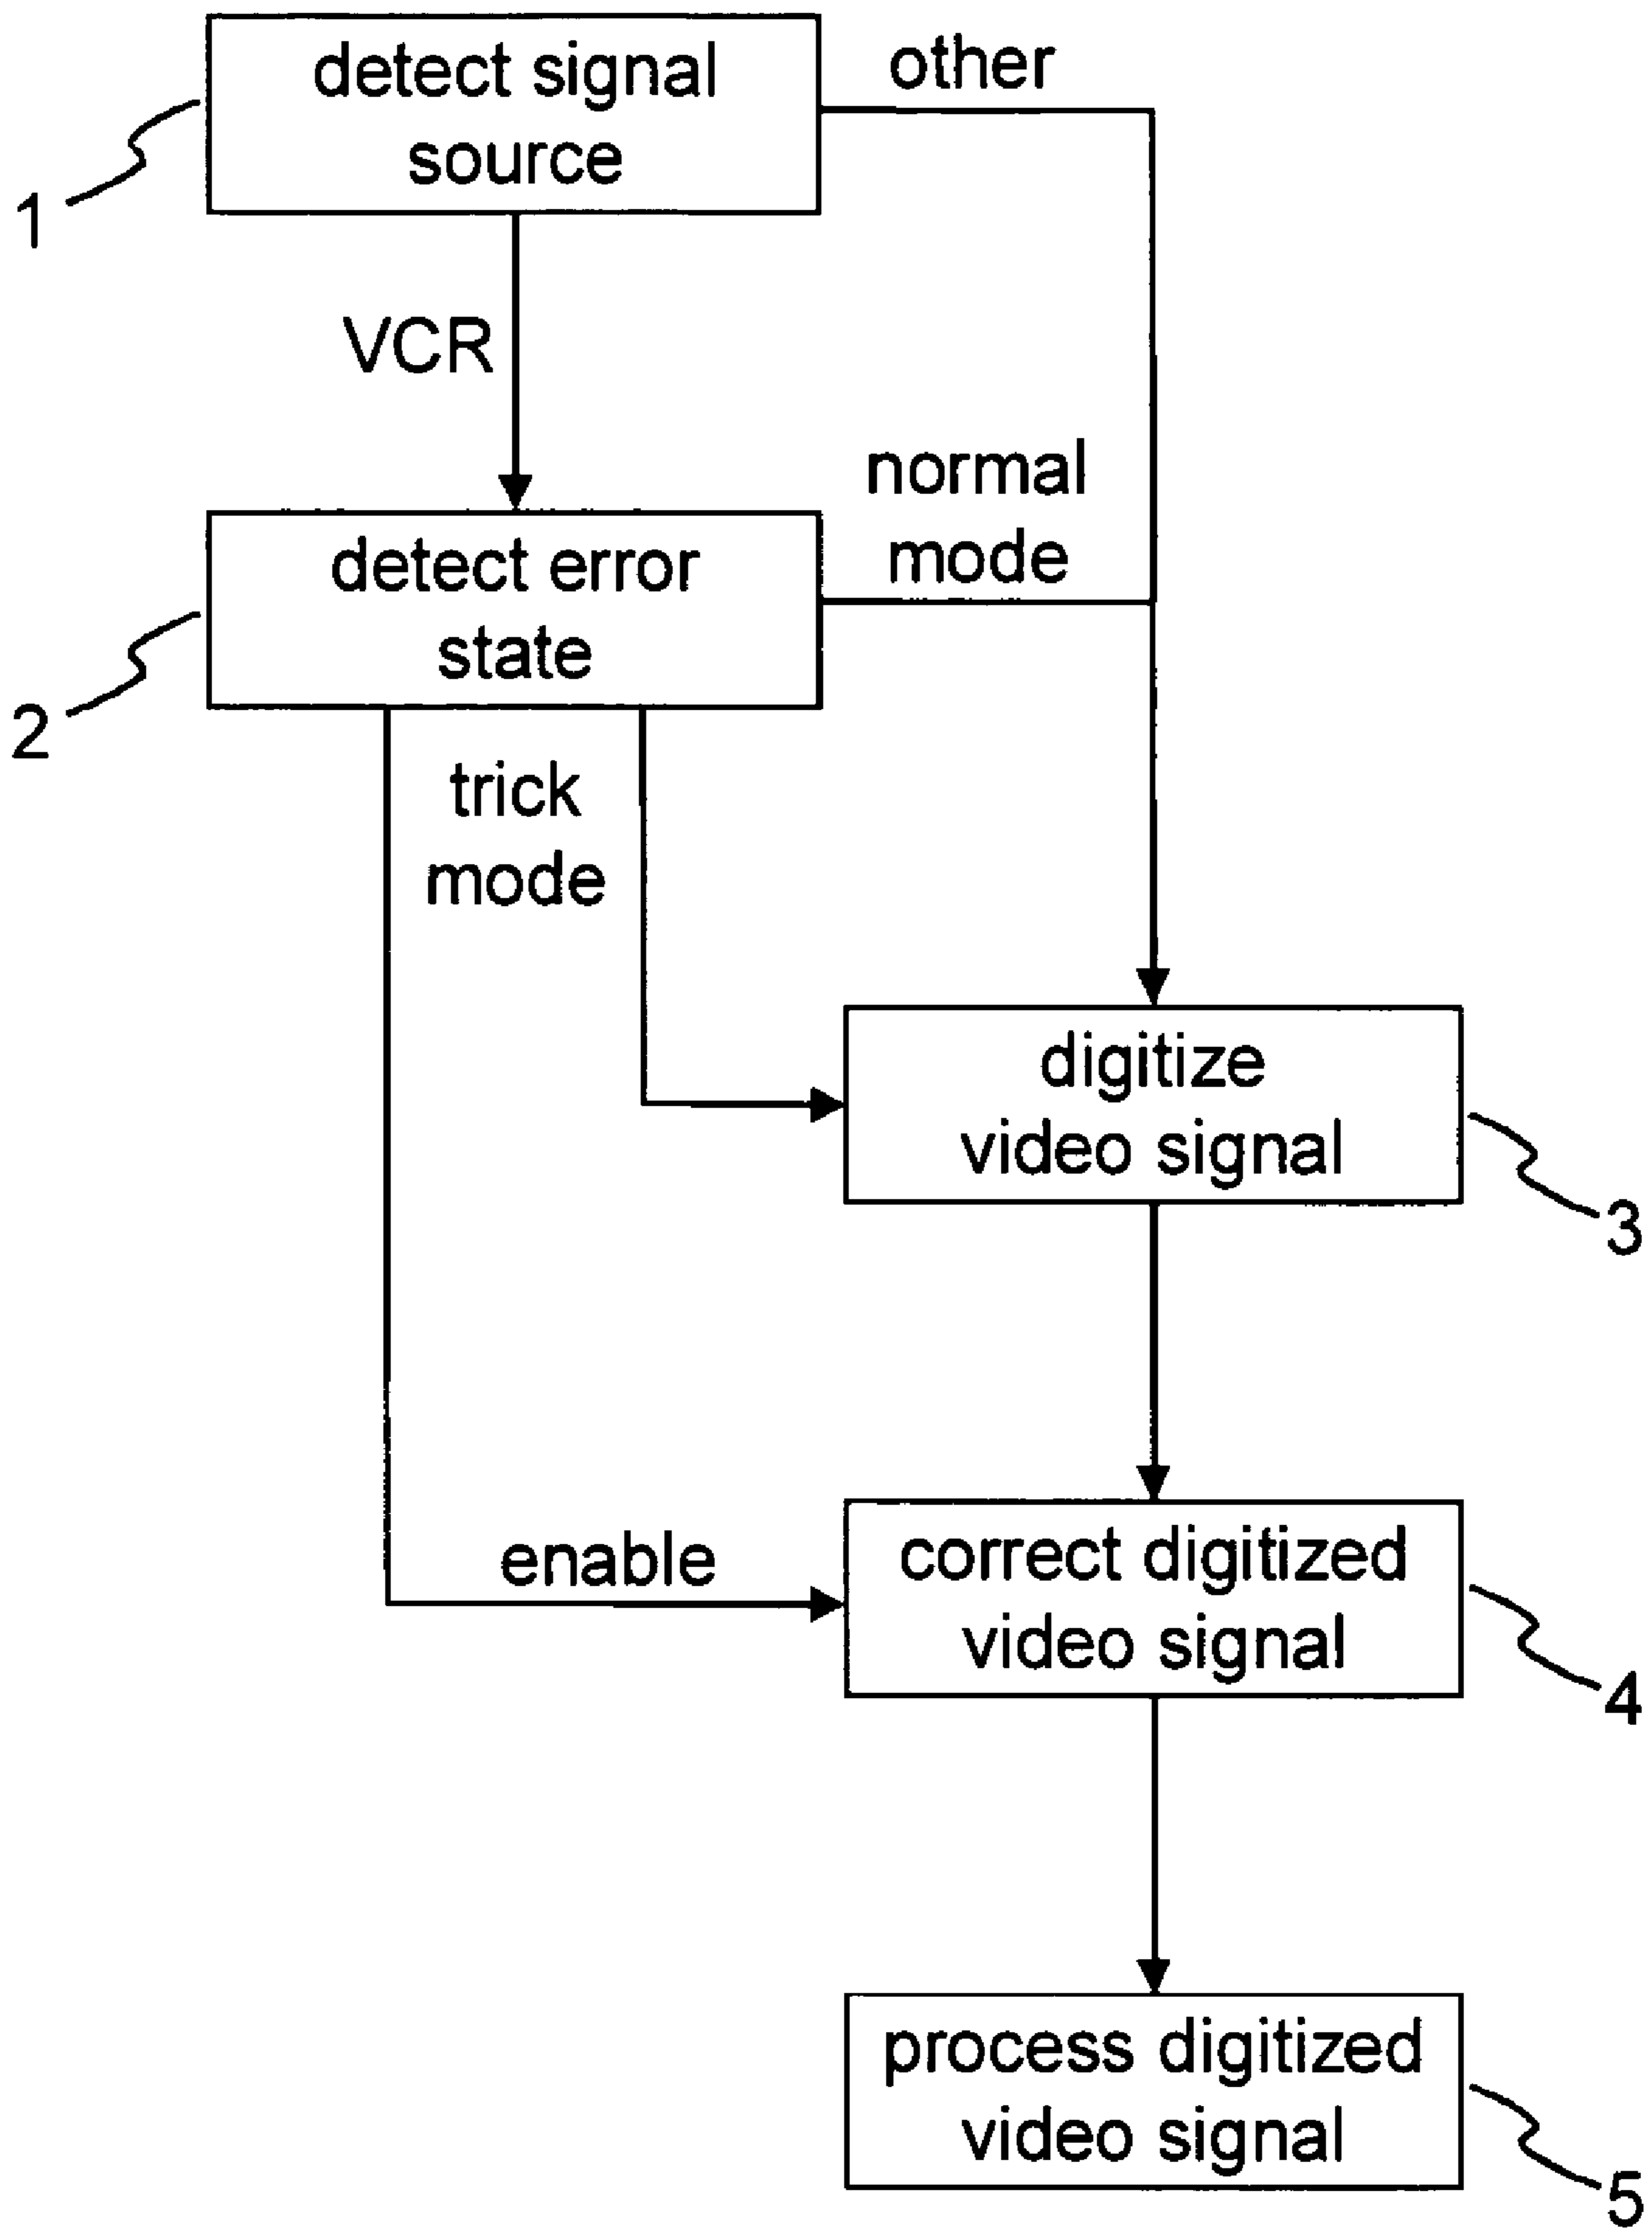 detect signal
source
other
1
VCR
normal
mode
detect error
state
2
trick
mode
digitize
video signal
3
enable
correct digitized
video signal
4
process digitized
video signal
5